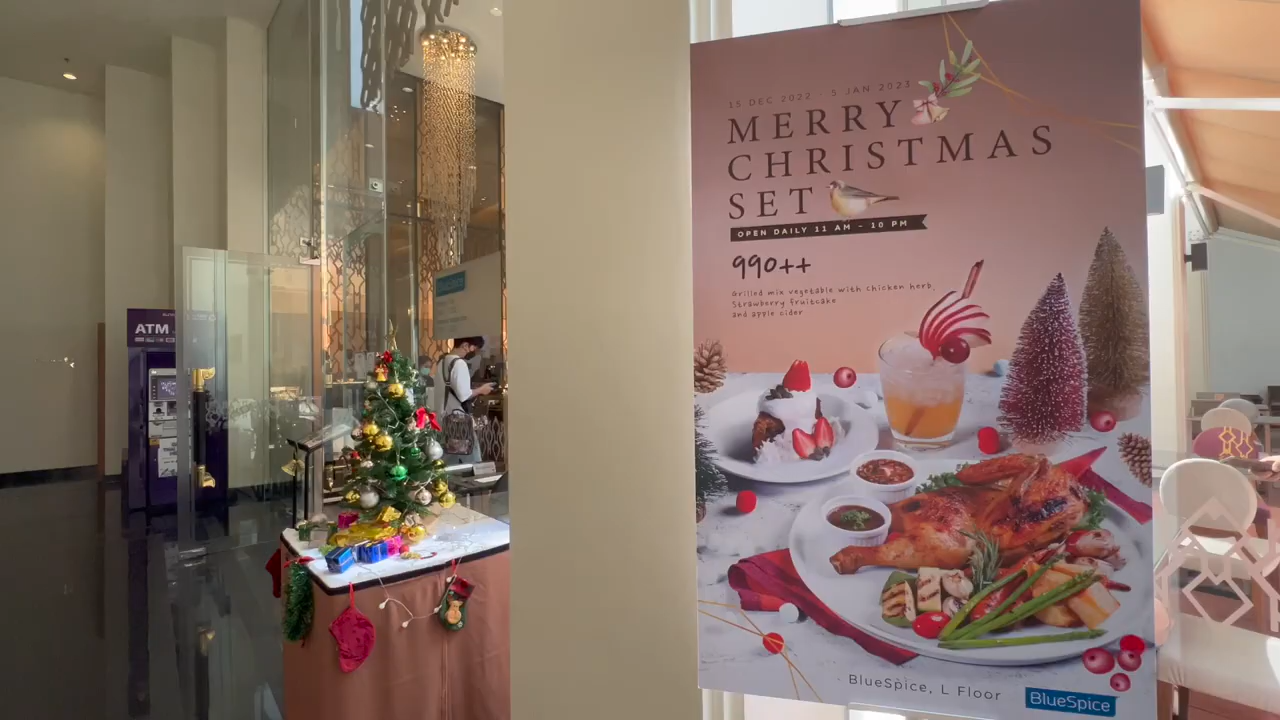 ATM
BlueSpice
15 DEC 2022 - 5 JAN 2023
MERRY
CHRISTMAS
SET
OPEN DAILY 11 AM - 10 PM
990++
Grilled mix vegetable with chicken herb,
Strawberry fruitcake
and apple cider
BlueSpice, L Floor
BlueSpice